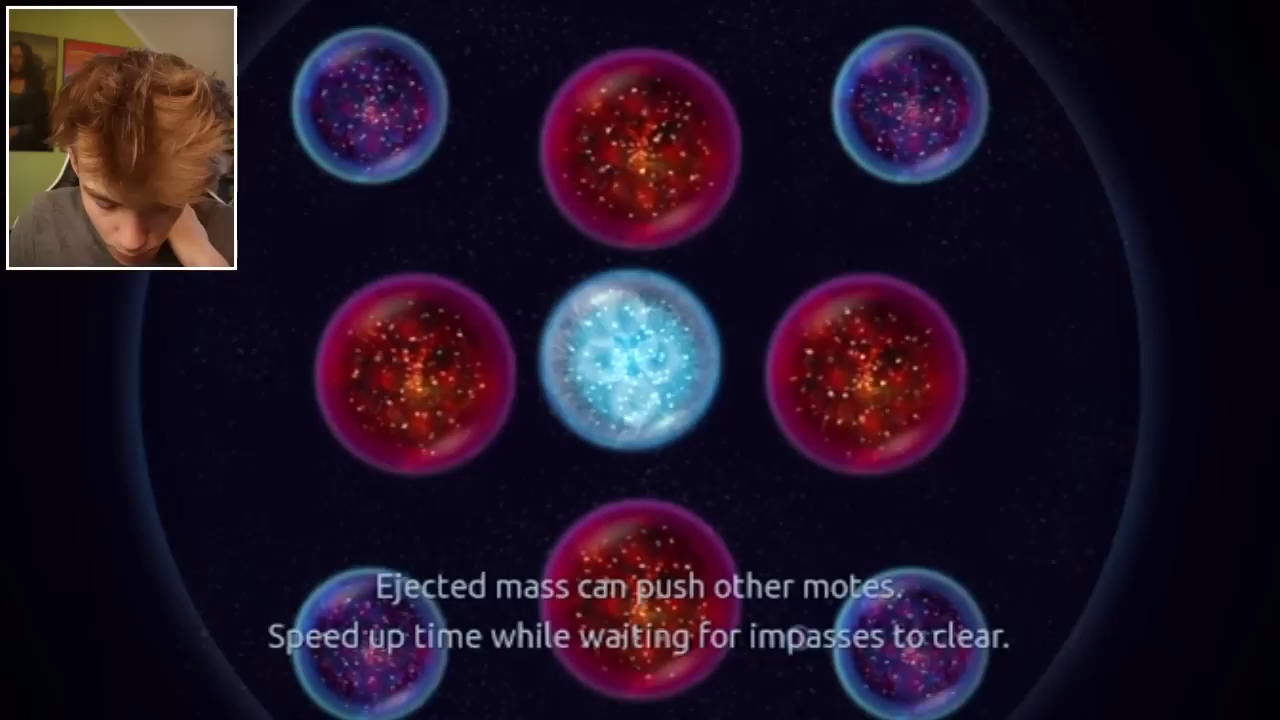 Ejected mass can push other motes.
Speed up time while waiting for impasses to clear.